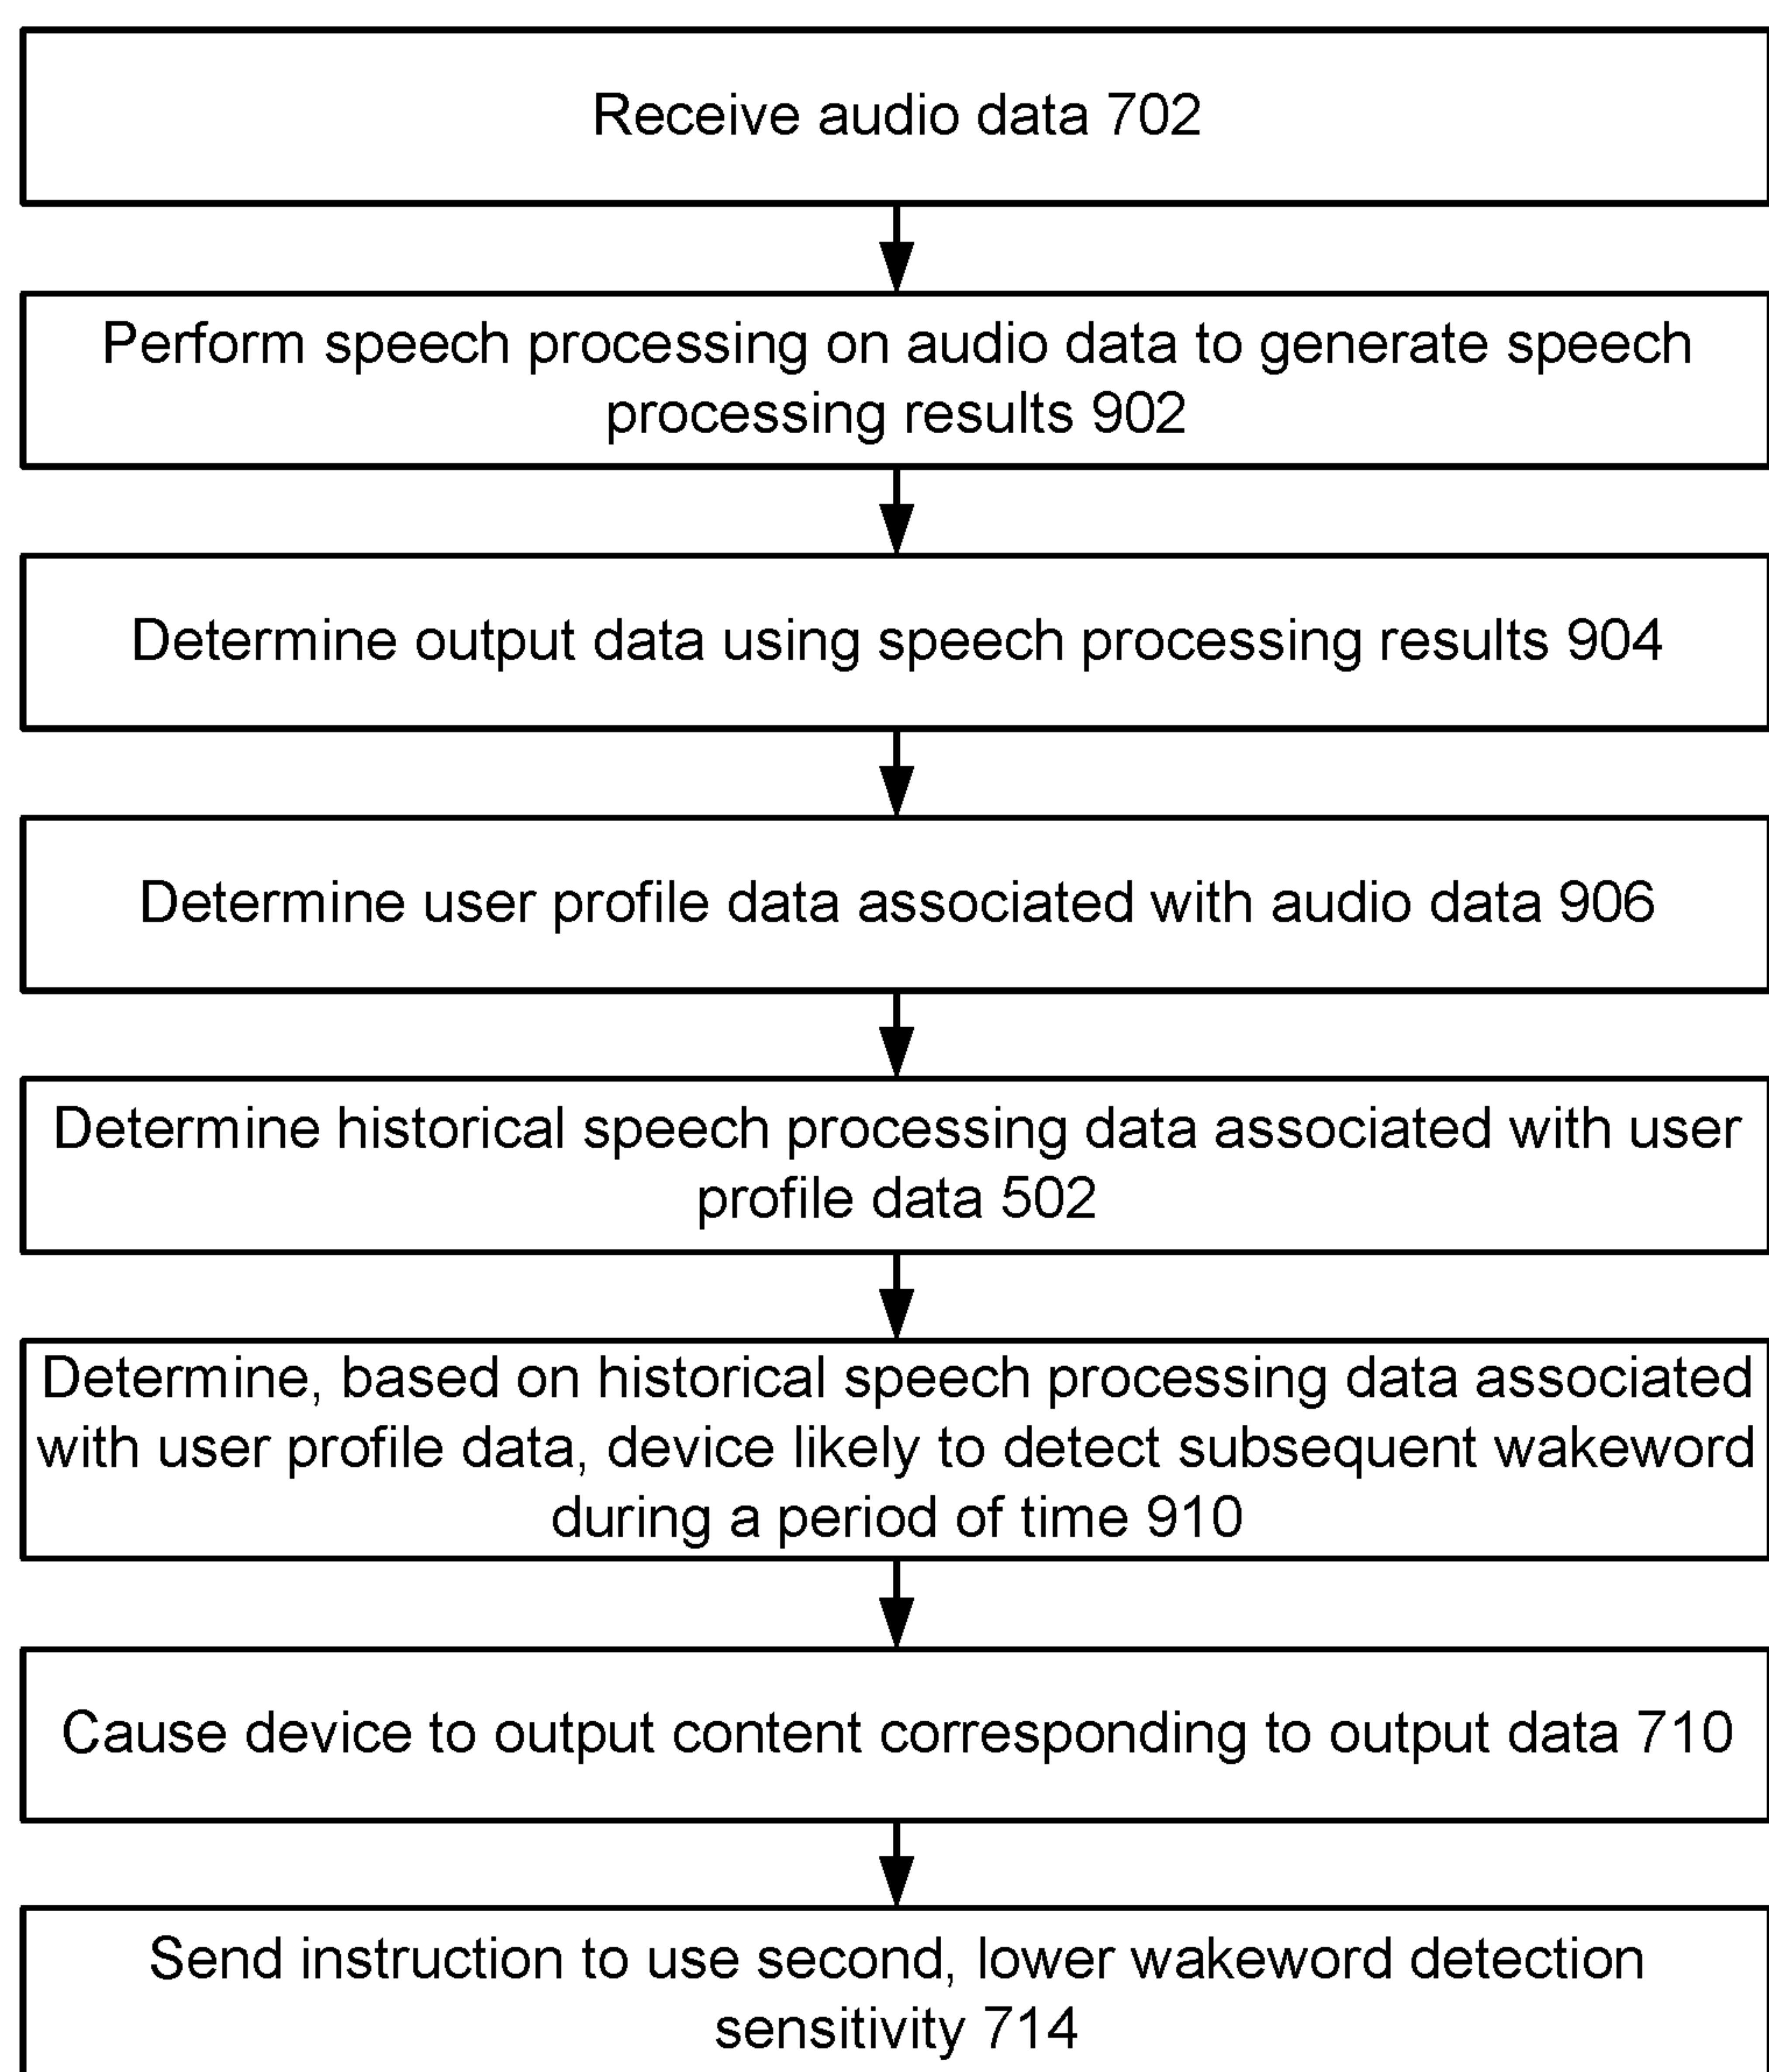 Receive audio data 702
Perform speech processing on audio data to generate speech
processing results 902
Determine output data using speech processing results 904
Determine user profile data associated with audio data 906
Determine historical speech processing data associated with user
profile data 502
Determine, based on historical speech processing data associated
with user profile data, device likely to detect subsequent wakeword
during a period of time 910
Cause device to output content corresponding to output data 710
Send instruction to use second, lower wakeword detection
sensitivity 714